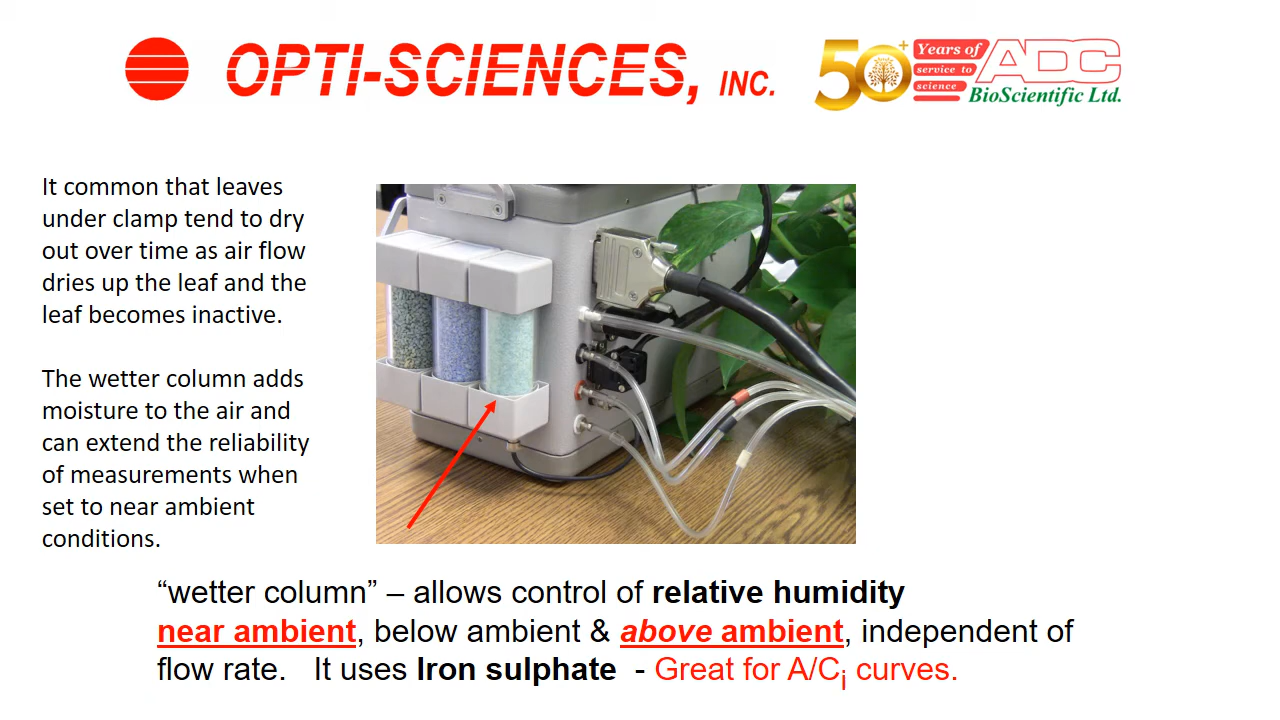 OPTI-SCIENCES, INC.
50+ Years of service to science
ADC
BioScientific Ltd.
It common that leaves
under clamp tend to dry
out over time as air flow
dries up the leaf and the
leaf becomes inactive.
The wetter column adds
moisture to the air and
can extend the reliability
of measurements when
set to near ambient
conditions.
“wetter column” – allows control of relative humidity
near ambient, below ambient & above ambient, independent of
flow rate.   It uses Iron sulphate  - Great for A/Ci curves.